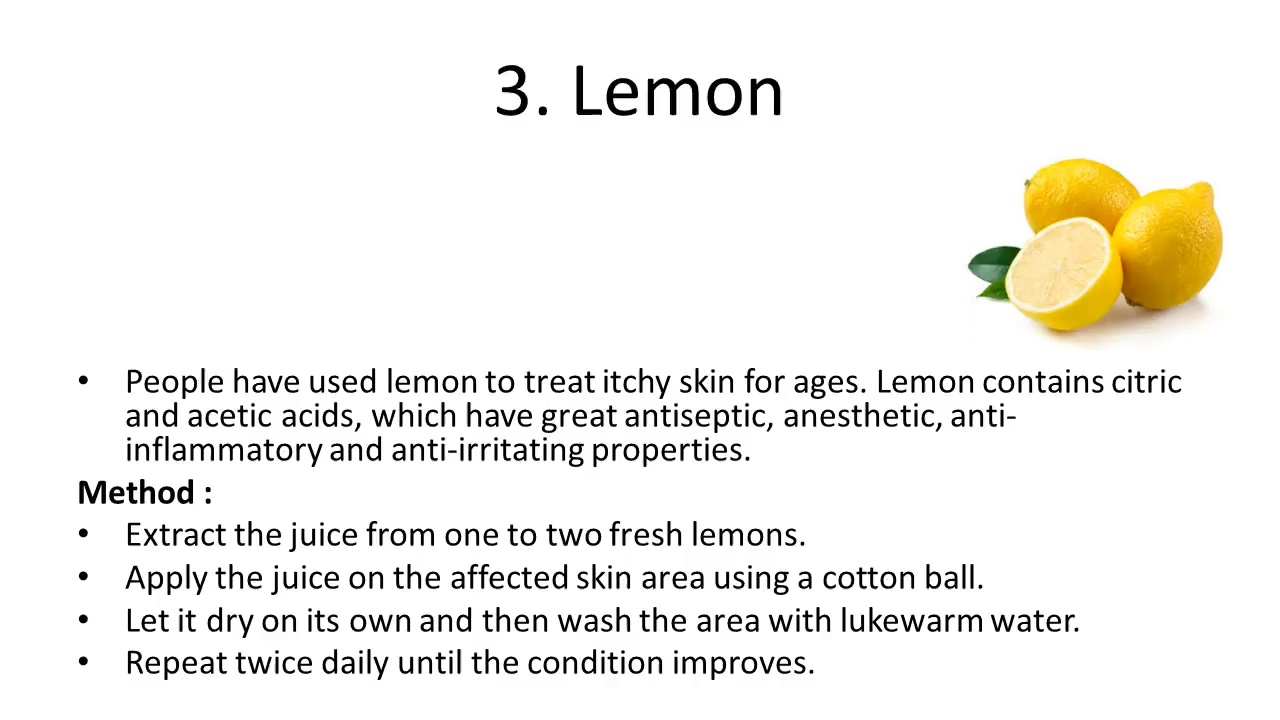 3. Lemon
• People have used lemon to treat itchy skin for ages. Lemon contains citric
and acetic acids, which have great antiseptic, anesthetic, anti-
inflammatory and anti-irritating properties.
Method :
• Extract the juice from one to two fresh lemons.
• Apply the juice on the affected skin area using a cotton ball.
• Let it dry on its own and then wash the area with lukewarm water.
• Repeat twice daily until the condition improves.